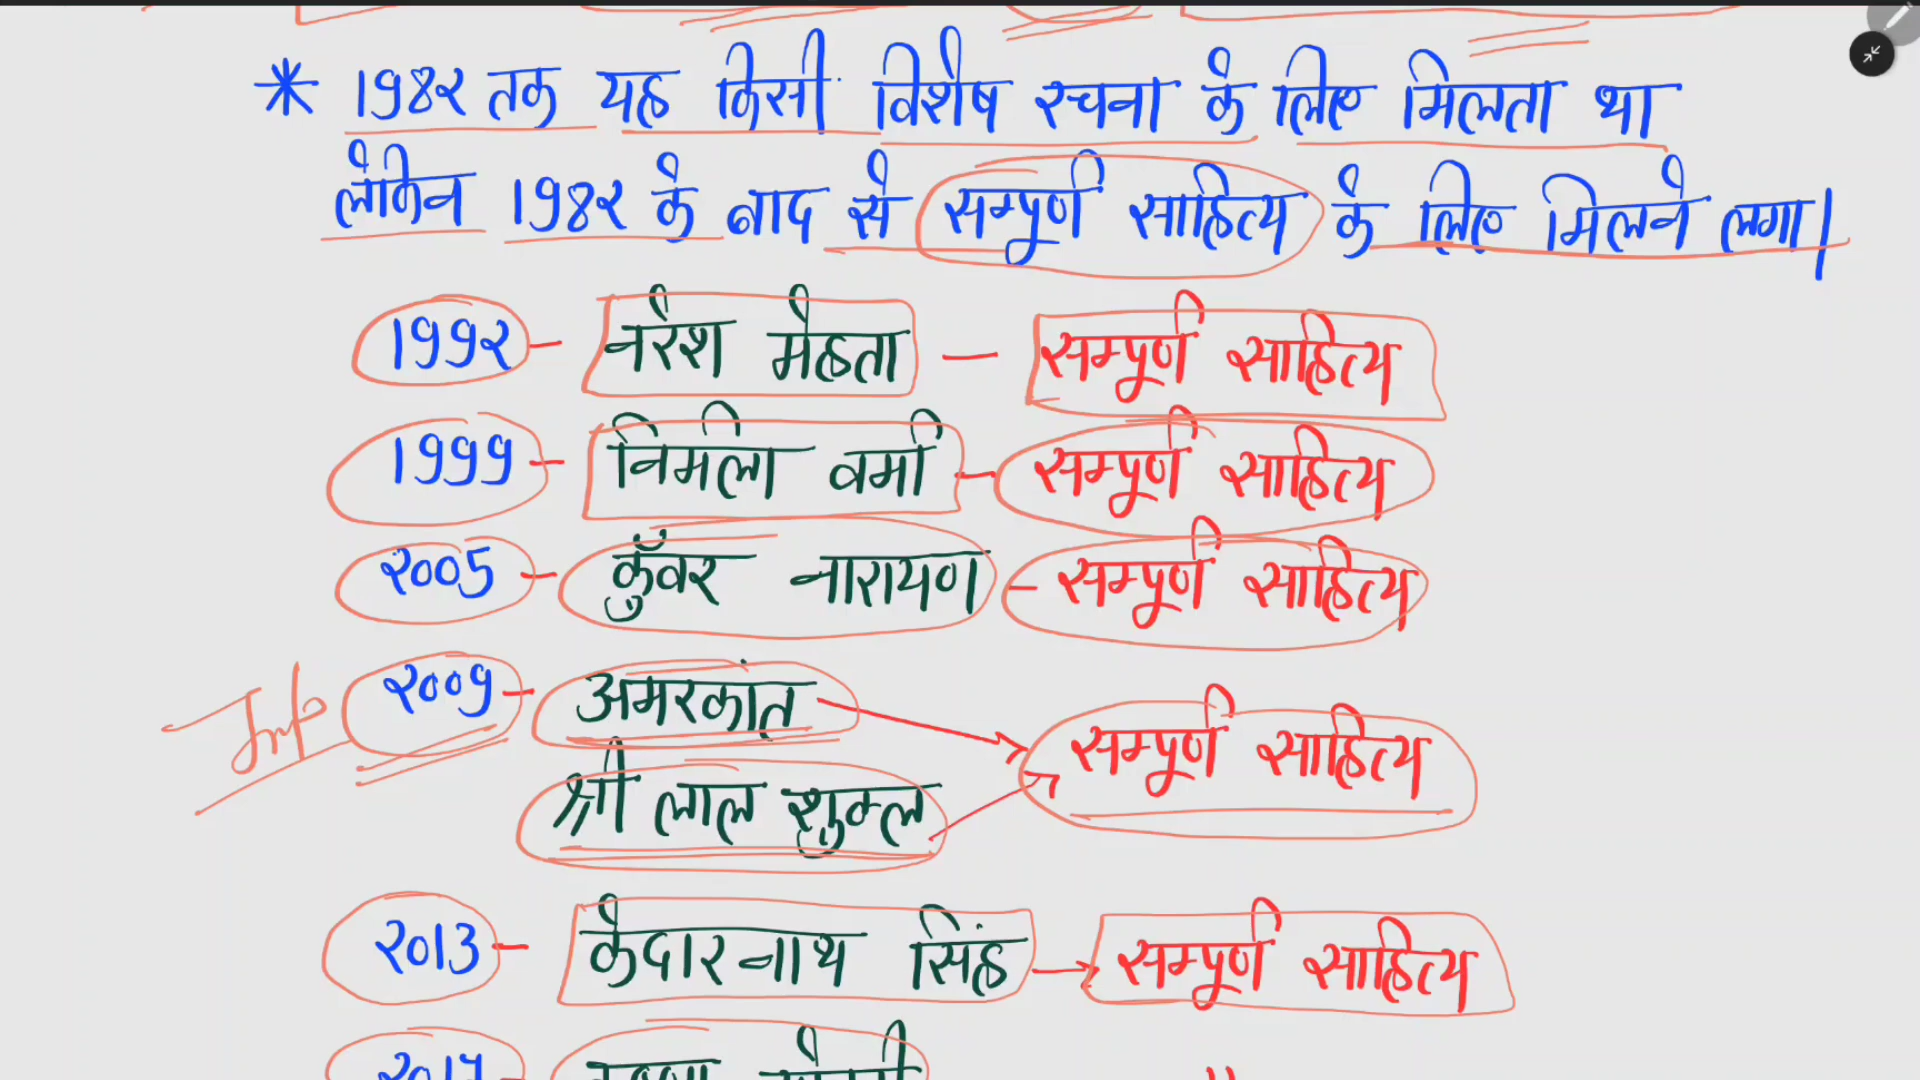 * 1982 तक यह किसी विशेष रचना के लिए मिलता था
लेकिन 1982 के बाद से सम्पूर्ण साहित्य के लिए मिलने लगा।
1992 - नरेश मेहता - सम्पूर्ण साहित्य
1999 - निर्मला वर्मा - सम्पूर्ण साहित्य
2005 - कुँवर नारायण - सम्पूर्ण साहित्य
Imp 2009 - अमरकांत
सम्पूर्ण साहित्य
श्री लाल शुक्ल
2013 - केदारनाथ सिंह → सम्पूर्ण साहित्य